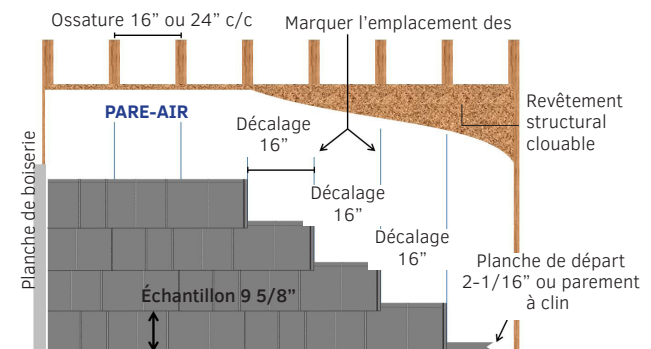 Ossature 16” ou 24” c/c
Marquer l’emplacement des
PARE-AIR
Décalage
16”
Revêtement
structural
clouable
Planche de boiserie
Décalage
16”
Décalage
16”
Planche de départ
2-1/16” ou parement
à clin
Échantillon 9 5/8”